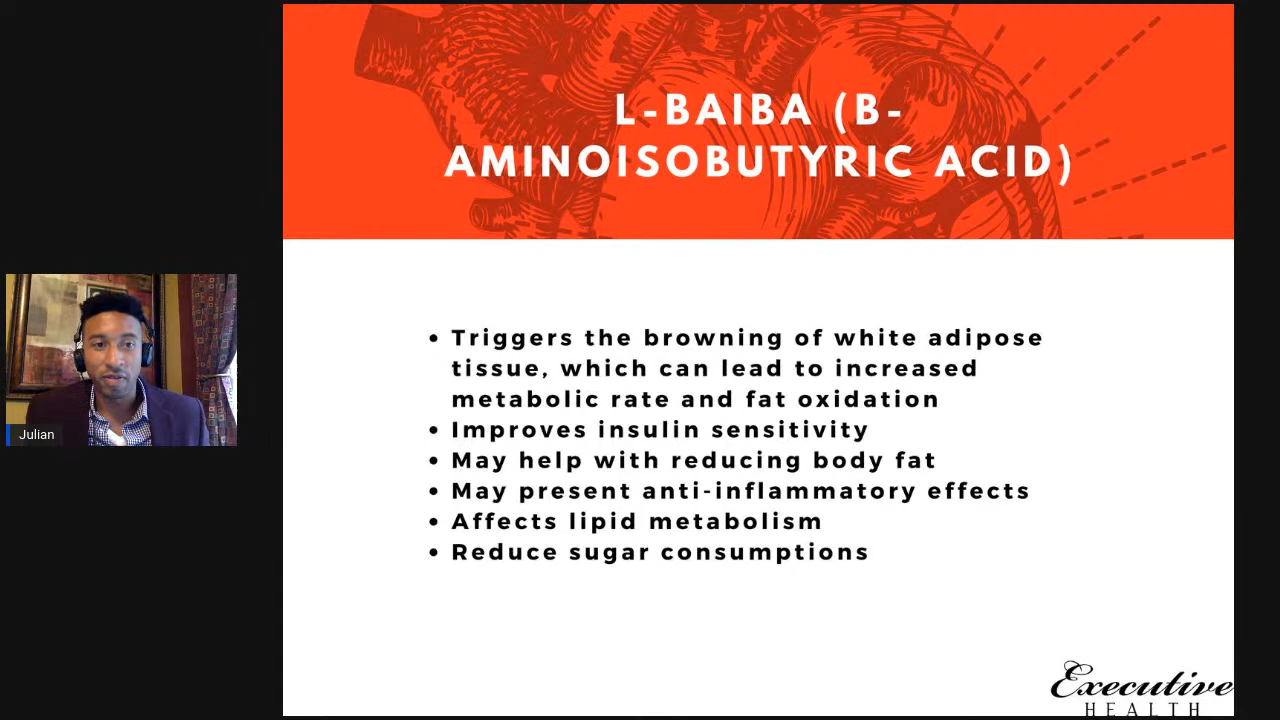 L-BAIBA (B-
AMINOISOBUTYRIC ACID)
Triggers the browning of white adipose
tissue, which can lead to increased
metabolic rate and fat oxidation
Improves insulin sensitivity
May help with reducing body fat
May present anti-inflammatory effects
Affects lipid metabolism
Reduce sugar consumptions
Julian
Executive
HEALTH